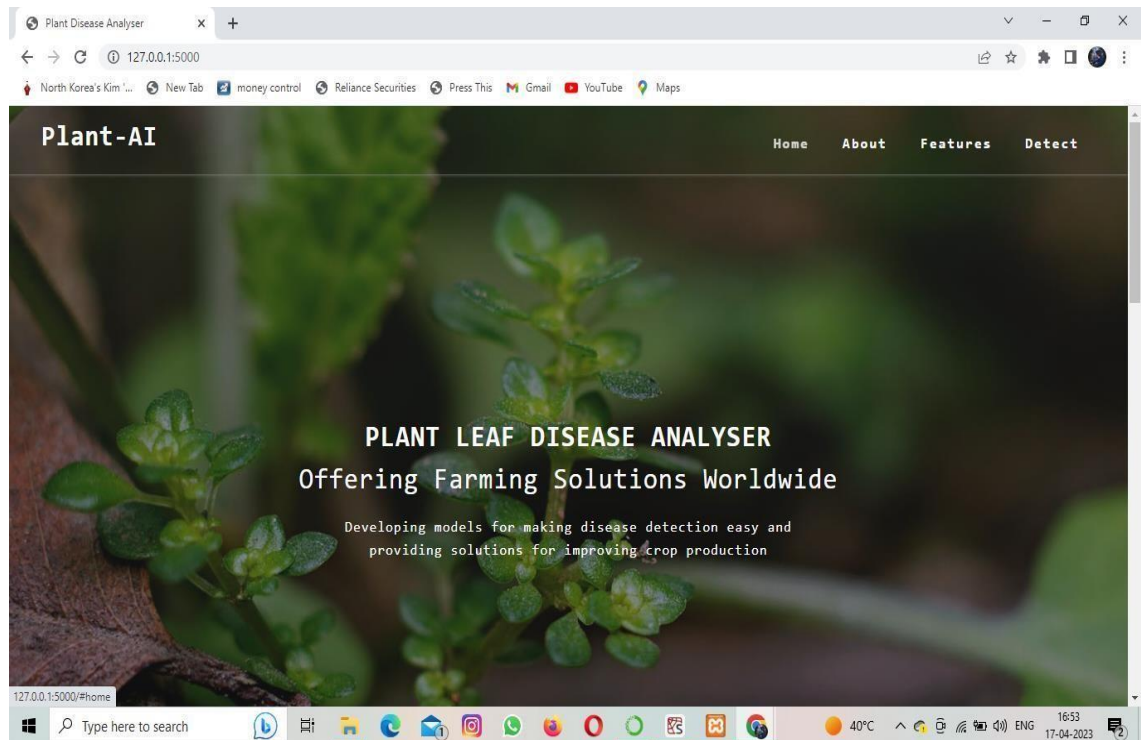 Plant Disease Analyser
127.0.0.1:5000
North Korea's Kim '... New Tab money control Reliance Securities Press This Gmail YouTube Maps
Plant-AI
Home About Features Detect
PLANT LEAF DISEASE ANALYSER
Offering Farming Solutions Worldwide
Developing models for making disease detection easy and
providing solutions for improving crop production
127.0.0.1:5000/#home
Type here to search
40°C ENG 16:53
17-04-2023